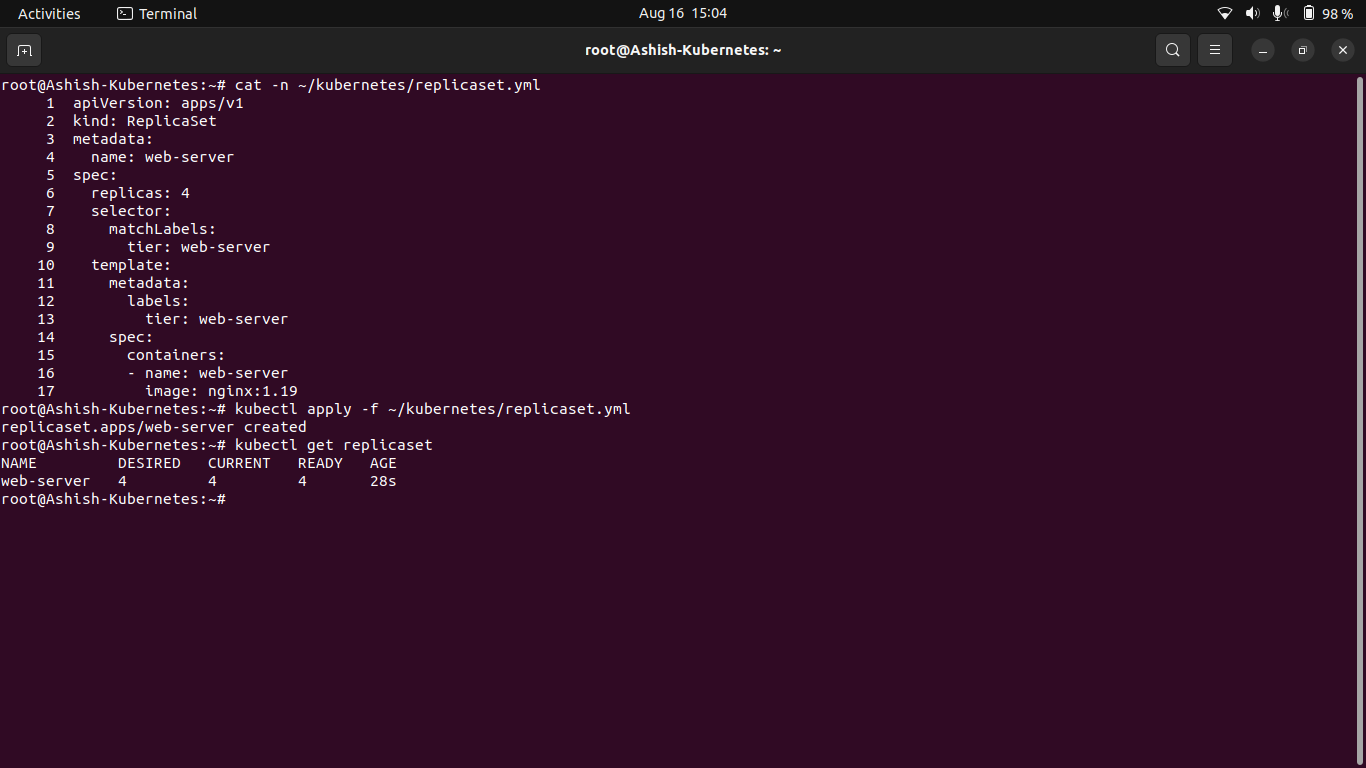 Activities Terminal Aug 16 15:04 98 %
root@Ashish-Kubernetes: ~
root@Ashish-Kubernetes:~# cat -n ~/kubernetes/replicaset.yml
     1  apiVersion: apps/v1
     2  kind: ReplicaSet
     3  metadata:
     4    name: web-server
     5  spec:
     6    replicas: 4
     7    selector:
     8      matchLabels:
     9        tier: web-server
    10    template:
    11      metadata:
    12        labels:
    13          tier: web-server
    14      spec:
    15        containers:
    16        - name: web-server
    17          image: nginx:1.19
root@Ashish-Kubernetes:~# kubectl apply -f ~/kubernetes/replicaset.yml
replicaset.apps/web-server created
root@Ashish-Kubernetes:~# kubectl get replicaset
NAME         DESIRED   CURRENT   READY   AGE
web-server   4         4         4       28s
root@Ashish-Kubernetes:~#